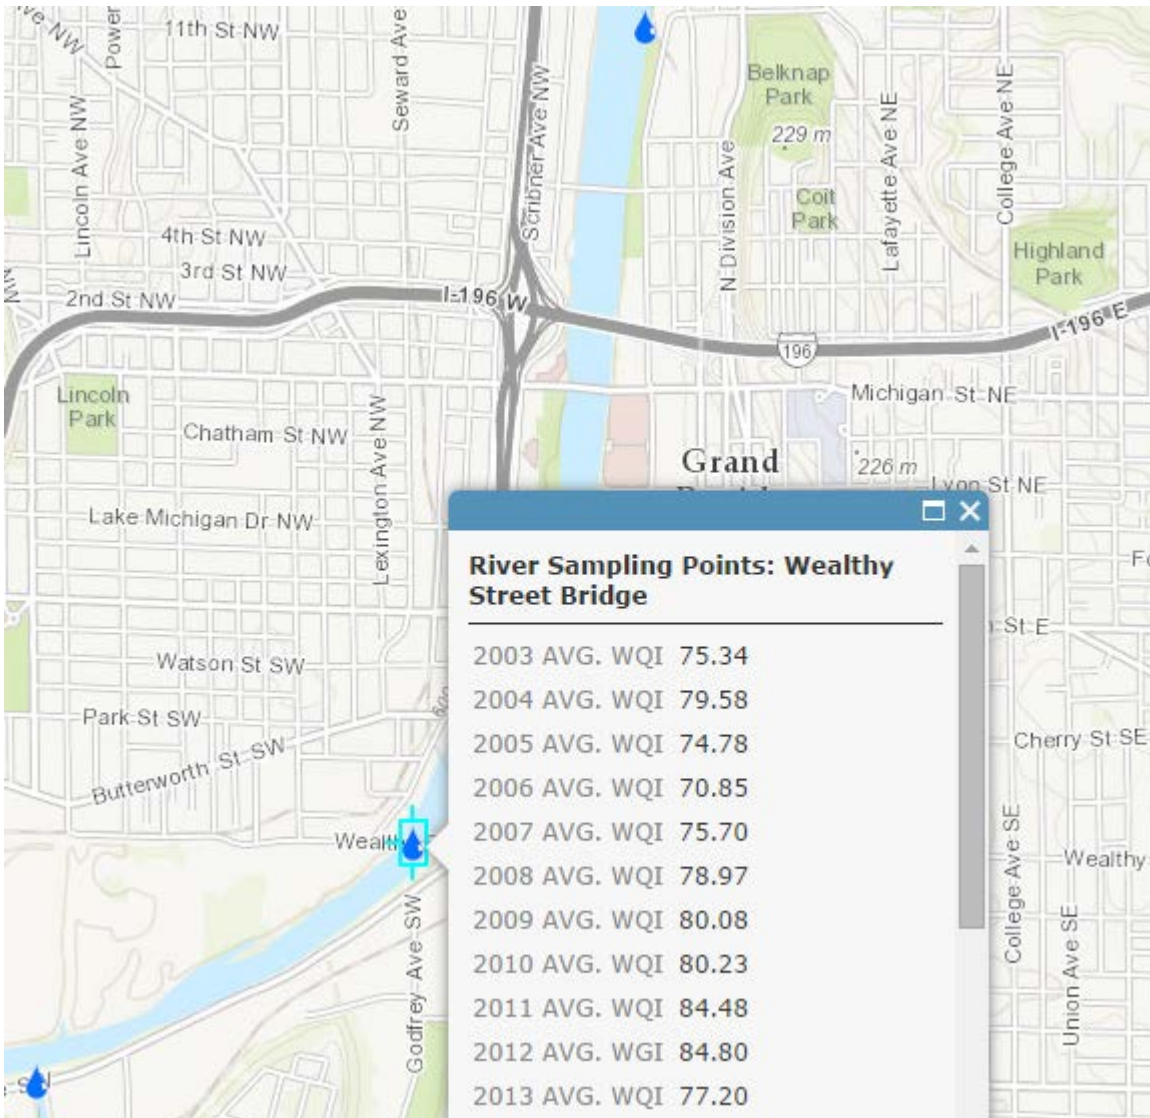 ve NW
Power
11th St NW
Seward Ave
Lincoln Ave NW
Scribner Ave NW
Belknap
Park
229 m
N Division Ave
Lafayette Ave NE
College Ave NE
Coit
Park
4th St NW
3rd St NW
2nd St NW
NW
Highland
Park
I-196 W
I-196 E
196
Lincoln
Park
Michigan St NE
Chatham St NW
Lexington Ave NW
Grand
226 m
Lyon St NE
Lake Michigan Dr NW
River Sampling Points: Wealthy
Street Bridge
St E
2003 AVG. WQI 75.34
Watson St SW
2004 AVG. WQI 79.58
Park St SW
2005 AVG. WQI 74.78
Cherry St SE
Butterworth St SW
2006 AVG. WQI 70.85
2007 AVG. WQI 75.70
Wealth
College Ave SE
Wealthy
2008 AVG. WQI 78.97
2009 AVG. WQI 80.08
Godfrey Ave SW
Union Ave SE
2010 AVG. WQI 80.23
2011 AVG. WQI 84.48
2012 AVG. WGI 84.80
2013 AVG. WQI 77.20